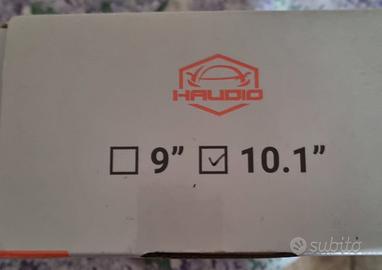 HAUDIO
☐ 9” ☑ 10.1”
subito